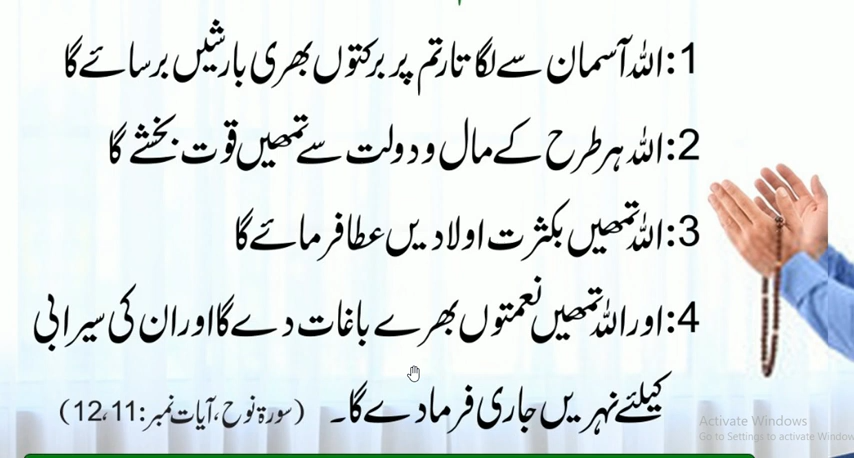 1: اللہ آسمان سے لگا تار تم پر برکتوں بھری بارشیں برسائے گا
2: اللہ ہر طرح کے مال و دولت سے تمھیں قوت بخشے گا
3: اللہ تمھیں بکثرت اولادیں عطا فرمائے گا
4: اور اللہ تمھیں نعمتوں بھرے باغات دے گا اور ان کی سیرابی
کیلئے نہریں جاری فرما دے گا۔ (سورۃ نوح، آیات نمبر: 12،11)
Activate Windows
Go to Settings to activate Window